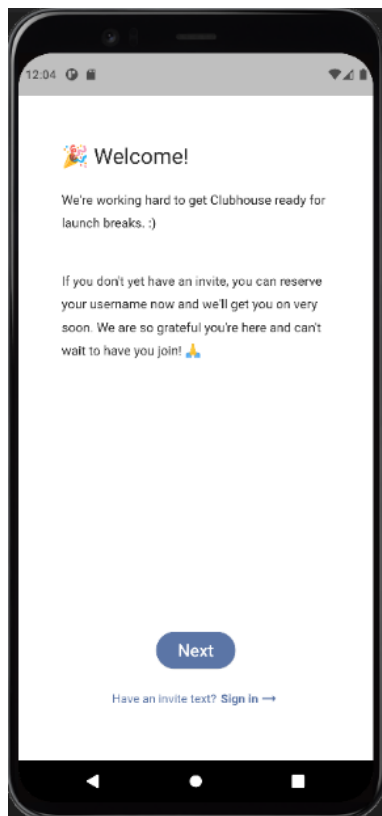 12:04
🎉 Welcome!
We're working hard to get Clubhouse ready for
launch breaks. :)
If you don't yet have an invite, you can reserve
your username now and we'll get you on very
soon. We are so grateful you're here and can't
wait to have you join! 🙏
Next
Have an invite text? Sign in →